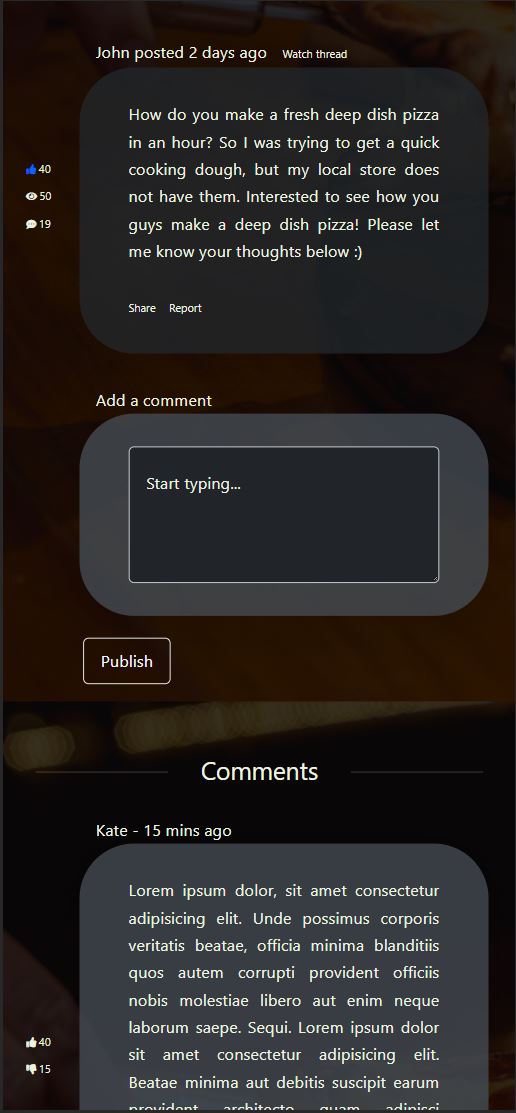 John posted 2 days ago Watch thread
How do you make a fresh deep dish pizza
in an hour? So I was trying to get a quick
cooking dough, but my local store does
40
not have them. Interested to see how you
50
guys make a deep dish pizza! Please let
19
me know your thoughts below :)
Share Report
Add a comment
Start typing...
Publish
Comments
Kate - 15 mins ago
Lorem ipsum dolor, sit amet consectetur
adipisicing elit. Unde possimus corporis
veritatis beatae, officia minima blanditiis
quos autem corrupti provident officiis
nobis molestiae libero aut enim neque
laborum saepe. Sequi. Lorem ipsum dolor
40
sit amet consectetur adipisicing elit.
15
Beatae minima aut debitis suscipit earum
provident architecto quam adipisci